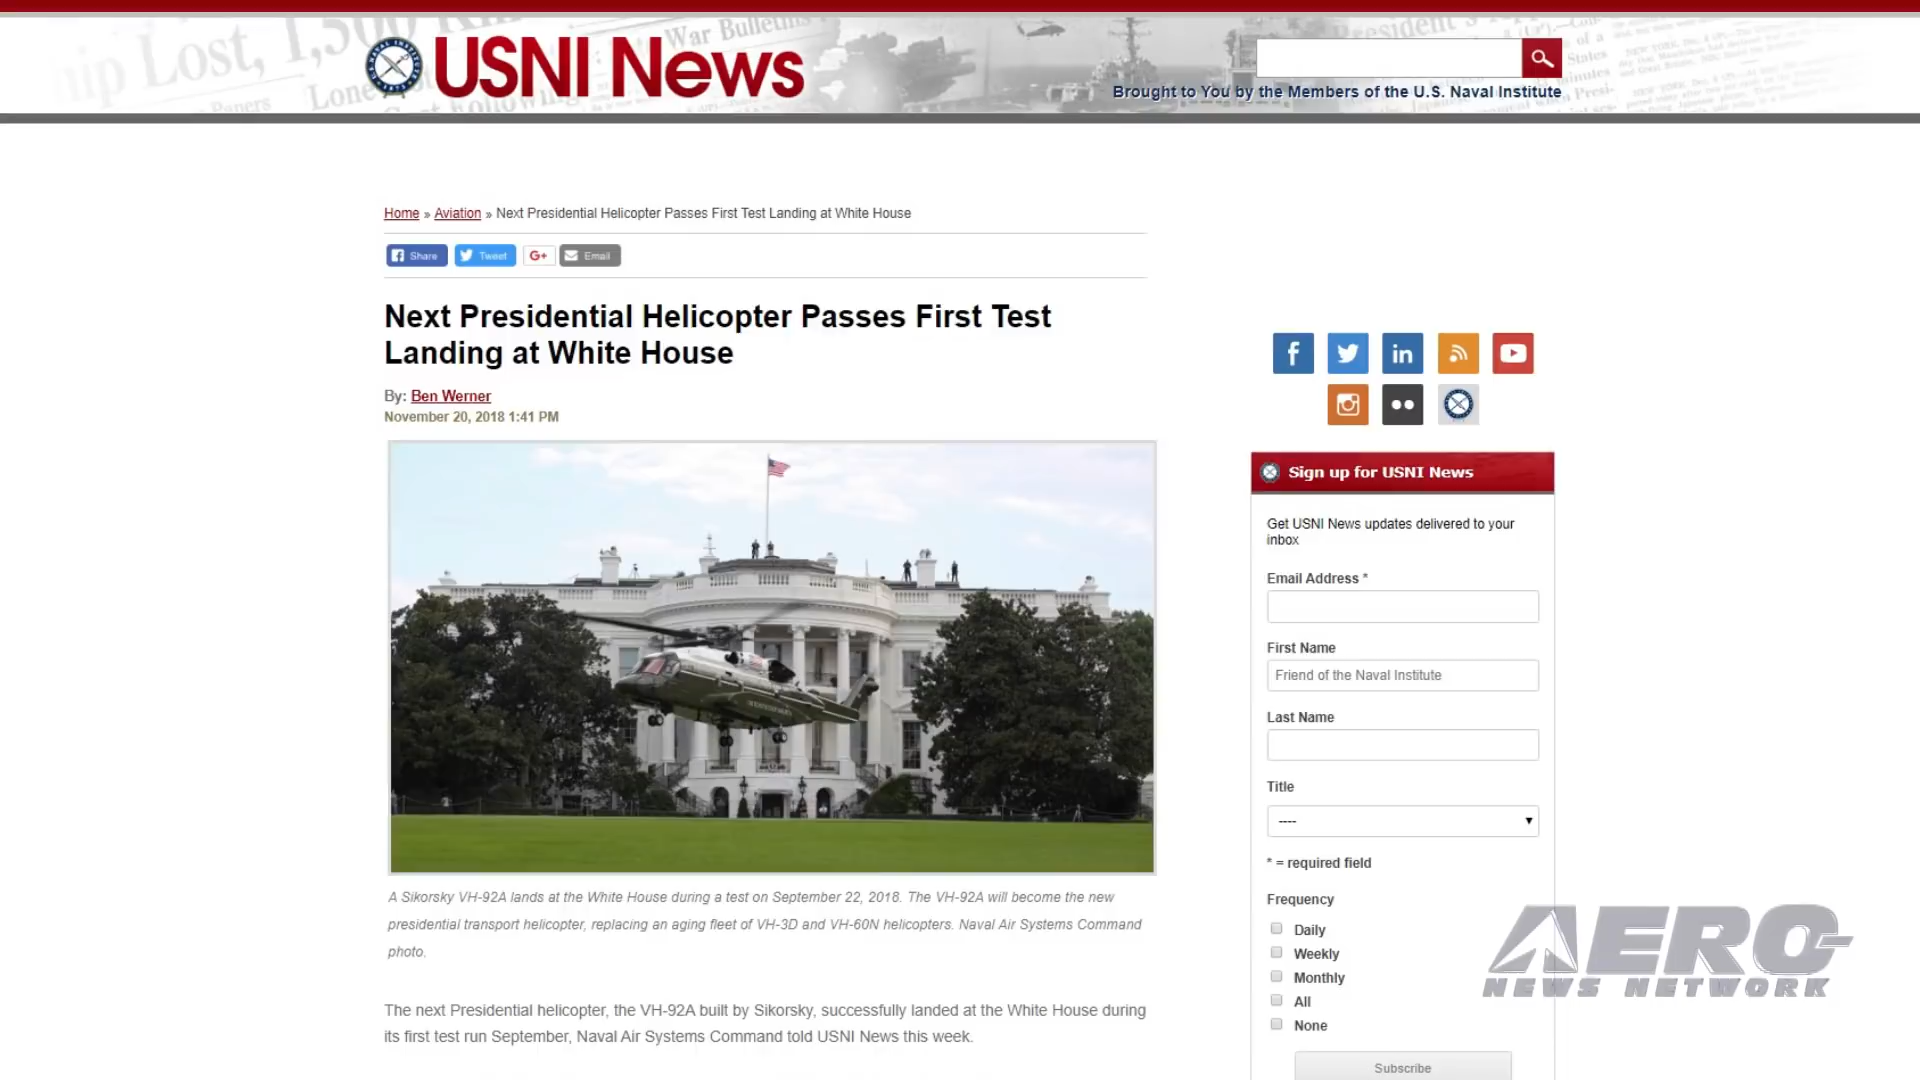 ip Lost, 1,500
War Bulletins
Papers
USNI News
Brought to You by the Members of the U.S. Naval Institute
Home » Aviation » Next Presidential Helicopter Passes First Test Landing at White House
Share
Tweet
G+
Email
Next Presidential Helicopter Passes First Test
Landing at White House
By: Ben Werner
November 20, 2018 1:41 PM
A Sikorsky VH-92A lands at the White House during a test on September 22, 2018. The VH-92A will become the new
presidential transport helicopter, replacing an aging fleet of VH-3D and VH-60N helicopters. Naval Air Systems Command
photo.
The next Presidential helicopter, the VH-92A built by Sikorsky, successfully landed at the White House during
its first test run September, Naval Air Systems Command told USNI News this week.
Sign up for USNI News
Get USNI News updates delivered to your
inbox
Email Address *
First Name
Friend of the Naval Institute
Last Name
Title
----
* = required field
Frequency
Daily
Weekly
Monthly
All
None
Subscribe
AERO-
NEWS NETWORK